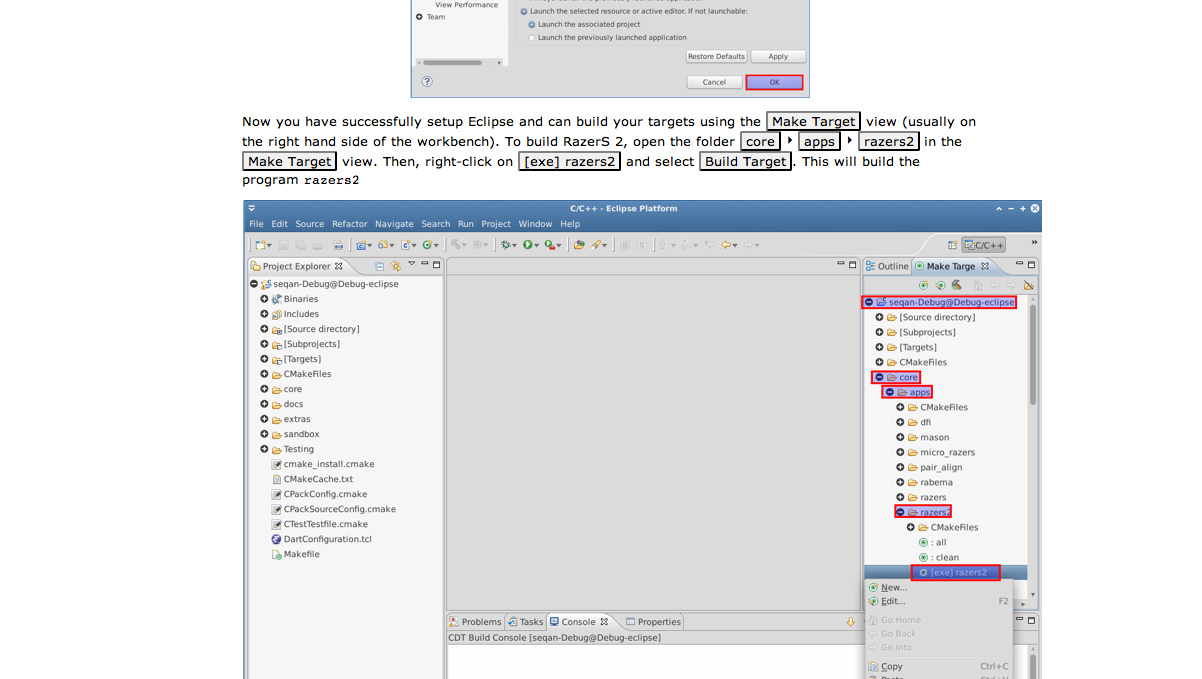 View Performance
Team
Launch the selected resource or active editor. If not launchable:
Launch the associated project
Launch the previously launched application
Restore Defaults Apply
Cancel OK
Now you have successfully setup Eclipse and can build your targets using the Make Target view (usually on
the right hand side of the workbench). To build RazerS 2, open the folder core apps razers2 in the
Make Target view. Then, right-click on [exe] razers2 and select Build Target. This will build the
program razers2
C/C++ - Eclipse Platform
File Edit Source Refactor Navigate Search Run Project Window Help
C/C++
Project Explorer
seqan-Debug@Debug-eclipse
Binaries
Includes
[Source directory]
[Subprojects]
[Targets]
CMakeFiles
core
docs
extras
sandbox
Testing
cmake_install.cmake
CMakeCache.txt
CPackConfig.cmake
CPackSourceConfig.cmake
CTestTestfile.cmake
DartConfiguration.tcl
Makefile
Outline Make Targe
seqan-Debug@Debug-eclipse
[Source directory]
[Subprojects]
[Targets]
CMakeFiles
core
apps
CMakeFiles
dfi
mason
micro_razers
pair_align
rabema
razers
razers2
CMakeFiles
: all
: clean
[exe] razers2
New...
Edit... F2
Go Home
Go Back
Go Into
Copy Ctrl+C
Problems Tasks Console Properties
CDT Build Console [seqan-Debug@Debug-eclipse]